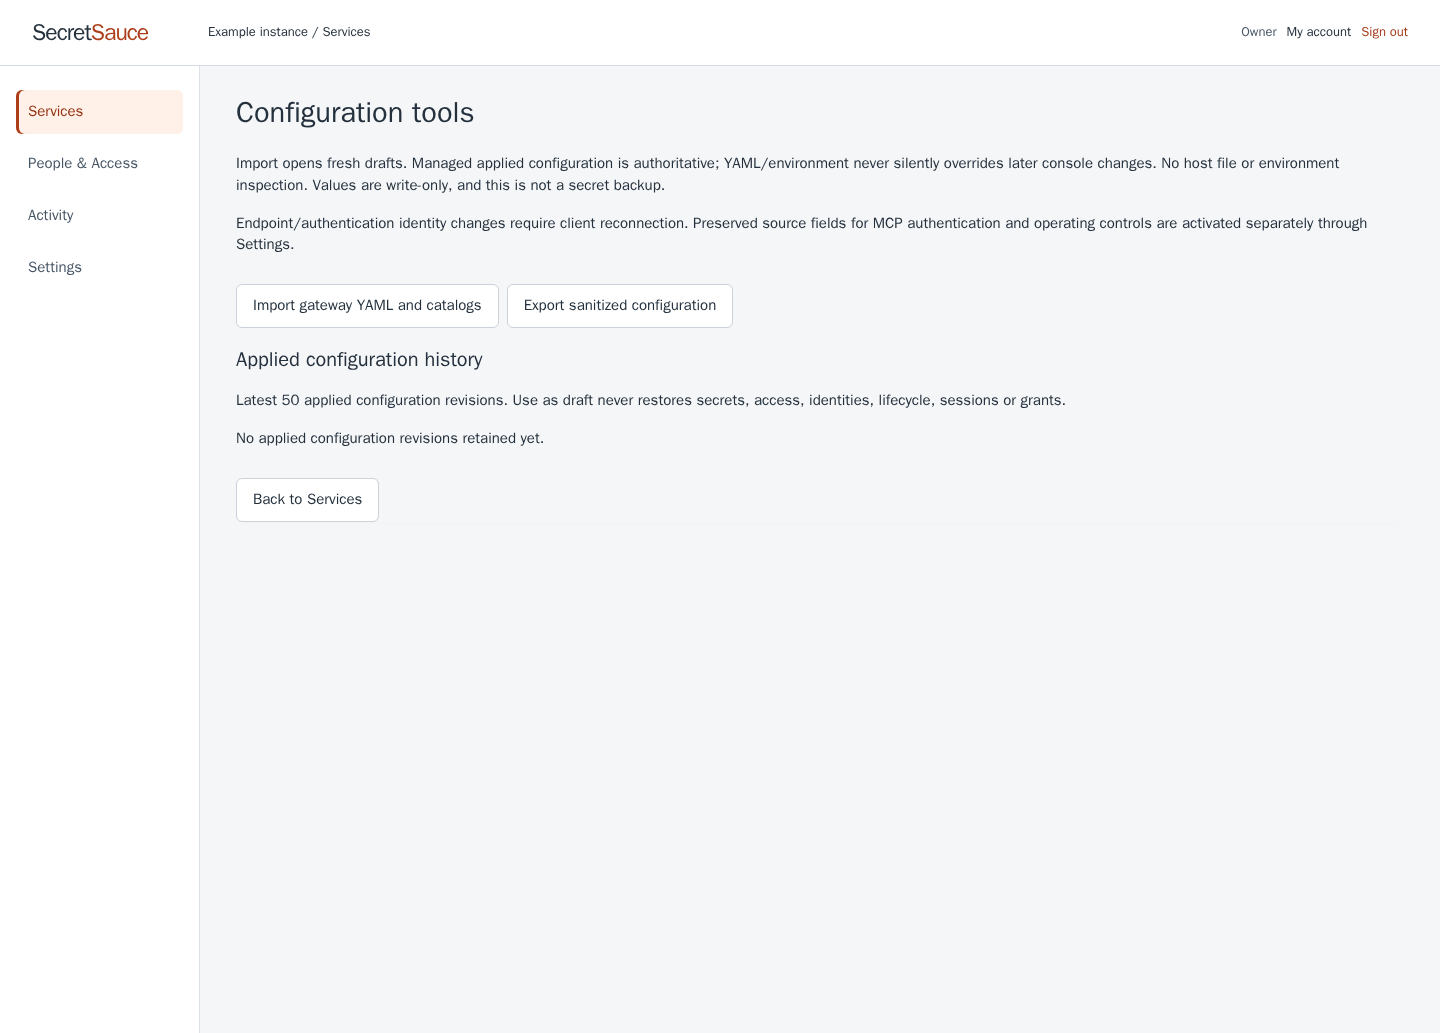 SecretSauce
Example instance / Services
Owner My account Sign out
Services
People & Access
Activity
Settings
Configuration tools
Import opens fresh drafts. Managed applied configuration is authoritative; YAML/environment never silently overrides later console changes. No host file or environment
inspection. Values are write-only, and this is not a secret backup.
Endpoint/authentication identity changes require client reconnection. Preserved source fields for MCP authentication and operating controls are activated separately through
Settings.
Import gateway YAML and catalogs
Export sanitized configuration
Applied configuration history
Latest 50 applied configuration revisions. Use as draft never restores secrets, access, identities, lifecycle, sessions or grants.
No applied configuration revisions retained yet.
Back to Services